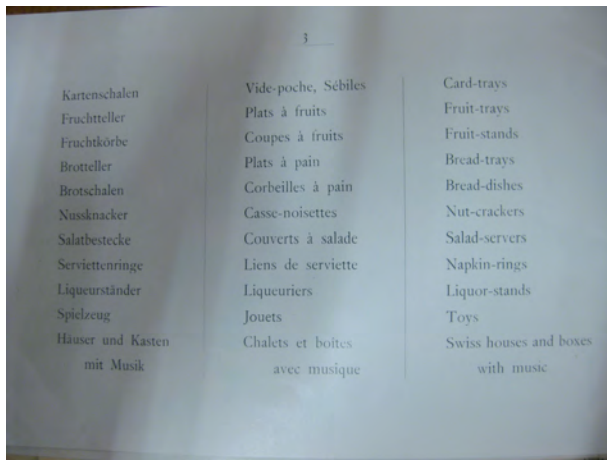 3
Kartenschalen
Fruchtteller
Fruchtkörbe
Brotteller
Brotschalen
Nussknacker
Salatbestecke
Serviettenringe
Liqueurständer
Spielzeug
Häuser und Kasten
mit Musik
Vide-poche, Sébiles
Plats à fruits
Coupes à fruits
Plats à pain
Corbeilles à pain
Casse-noisettes
Couverts à salade
Liens de serviette
Liqueuriers
Jouets
Chalets et boîtes
avec musique
Card-trays
Fruit-trays
Fruit-stands
Bread-trays
Bread-dishes
Nut-crackers
Salad-servers
Napkin-rings
Liquor-stands
Toys
Swiss houses and boxes
with music